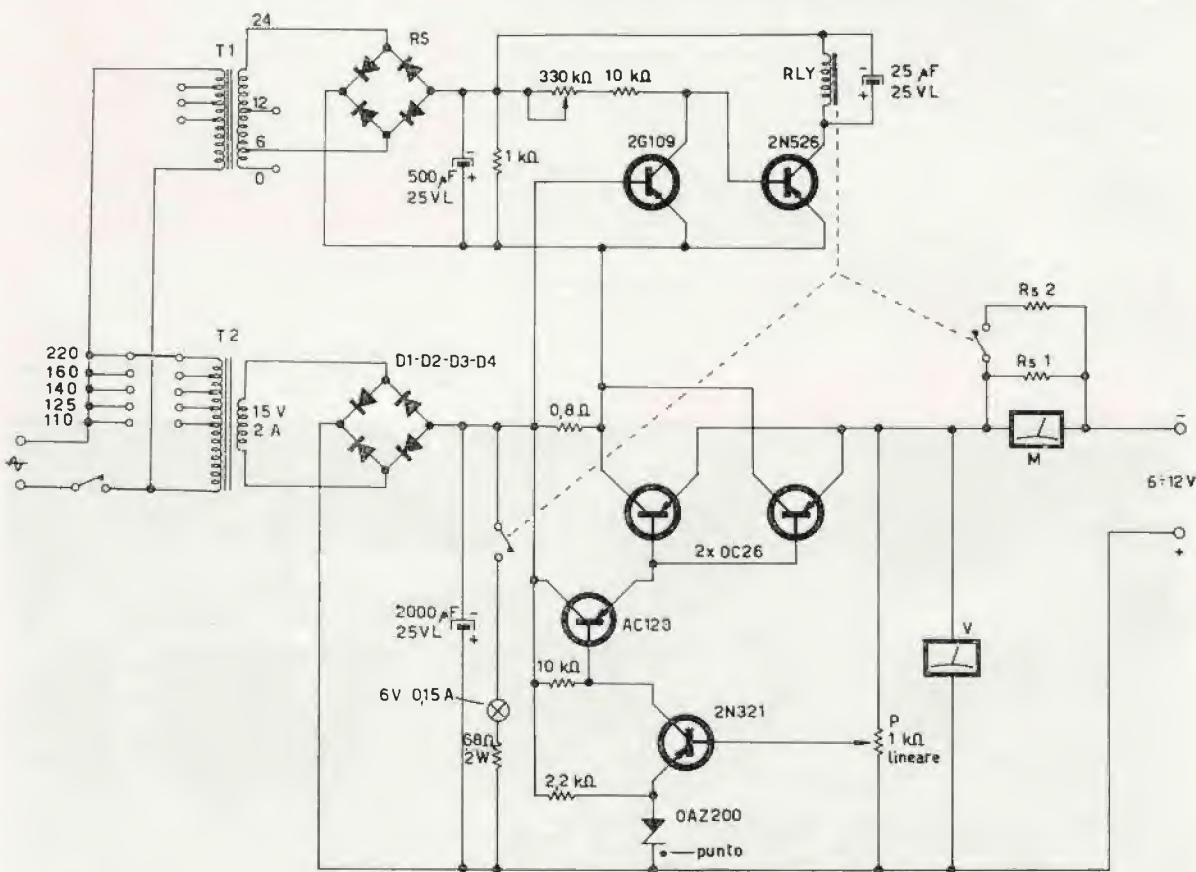 24
T1
RS
12
6
0
500 µF
25 VL
1 kΩ
330 kΩ
10 kΩ
2G109
2N526
RLY
25 µF
25 VL
Rs 2
Rs 1
M
T2
220
160
140
125
110
15 V
2 A
D1-D2-D3-D4
0,8 Ω
2x OC26
6÷12 V
2000 µF
25 VL
AC120
10 kΩ
6V 0,15 A
68 Ω
2W
2N321
2,2 kΩ
OAZ200
punto
P
1 kΩ
lineare
V